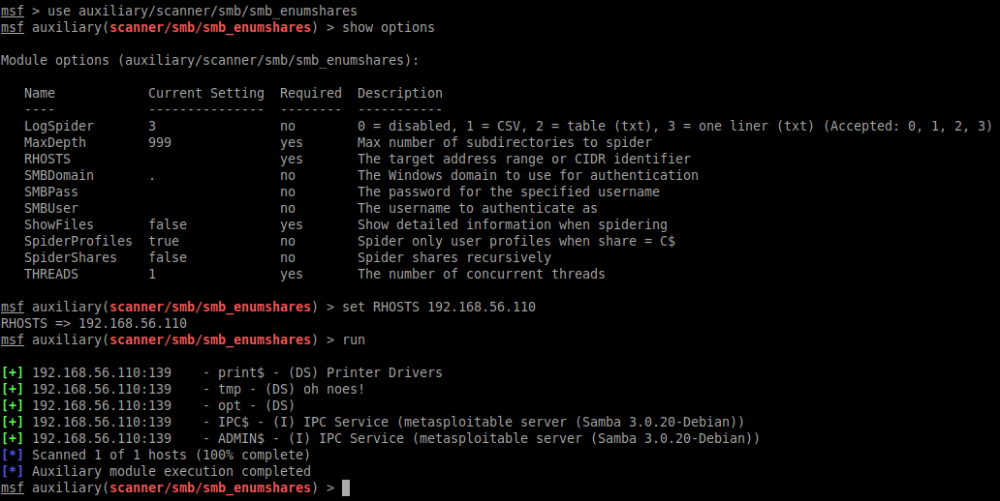 msf > use auxiliary/scanner/smb/smb_enumshares
msf auxiliary(scanner/smb/smb_enumshares) > show options
Module options (auxiliary/scanner/smb/smb_enumshares):
Name Current Setting Required Description
---- --------------- -------- -----------
LogSpider 3 no 0 = disabled, 1 = CSV, 2 = table (txt), 3 = one liner (txt) (Accepted: 0, 1, 2, 3)
MaxDepth 999 yes Max number of subdirectories to spider
RHOSTS yes The target address range or CIDR identifier
SMBDomain . no The Windows domain to use for authentication
SMBPass no The password for the specified username
SMBUser no The username to authenticate as
ShowFiles false yes Show detailed information when spidering
SpiderProfiles true no Spider only user profiles when share = C$
SpiderShares false no Spider shares recursively
THREADS 1 yes The number of concurrent threads
msf auxiliary(scanner/smb/smb_enumshares) > set RHOSTS 192.168.56.110
RHOSTS => 192.168.56.110
msf auxiliary(scanner/smb/smb_enumshares) > run
[+] 192.168.56.110:139 - print$ - (DS) Printer Drivers
[+] 192.168.56.110:139 - tmp - (DS) oh noes!
[+] 192.168.56.110:139 - opt - (DS)
[+] 192.168.56.110:139 - IPC$ - (I) IPC Service (metasploitable server (Samba 3.0.20-Debian))
[+] 192.168.56.110:139 - ADMIN$ - (I) IPC Service (metasploitable server (Samba 3.0.20-Debian))
[*] Scanned 1 of 1 hosts (100% complete)
[*] Auxiliary module execution completed
msf auxiliary(scanner/smb/smb_enumshares) >